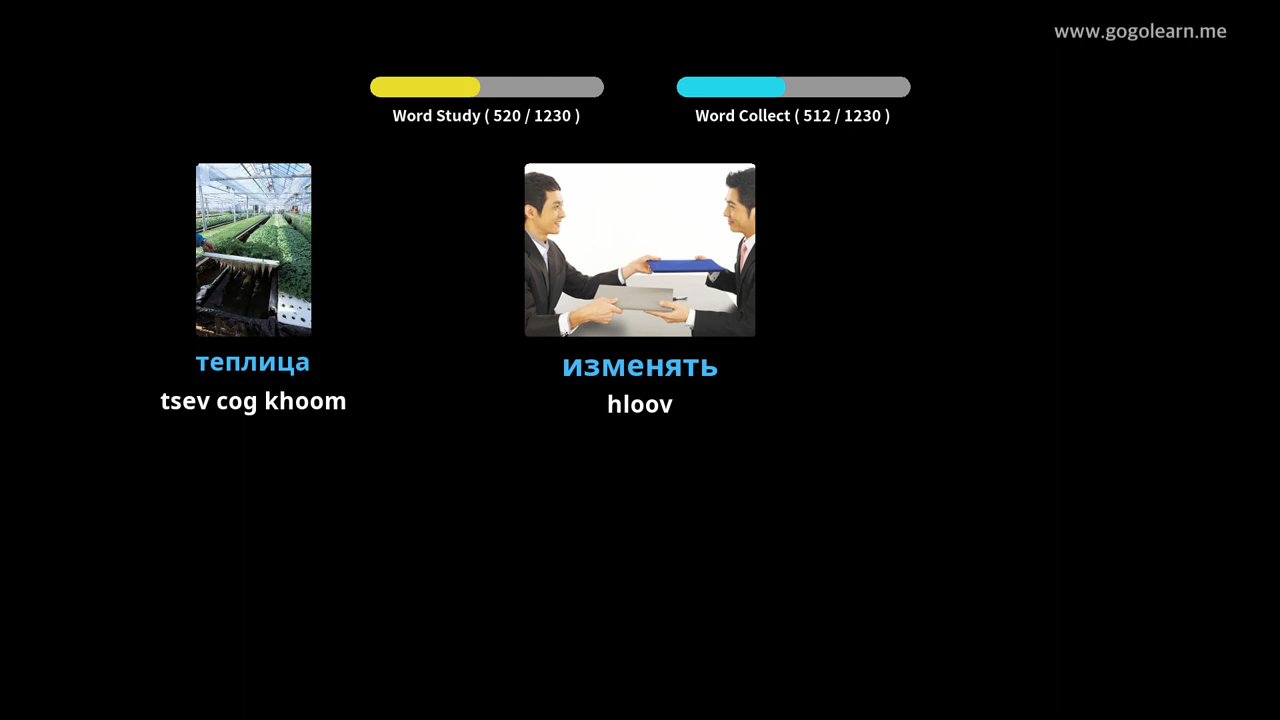 www.gogolearn.me
Word Study ( 520 / 1230 )
Word Collect ( 512 / 1230 )
теплица
tsev cog khoom
изменять
hloov